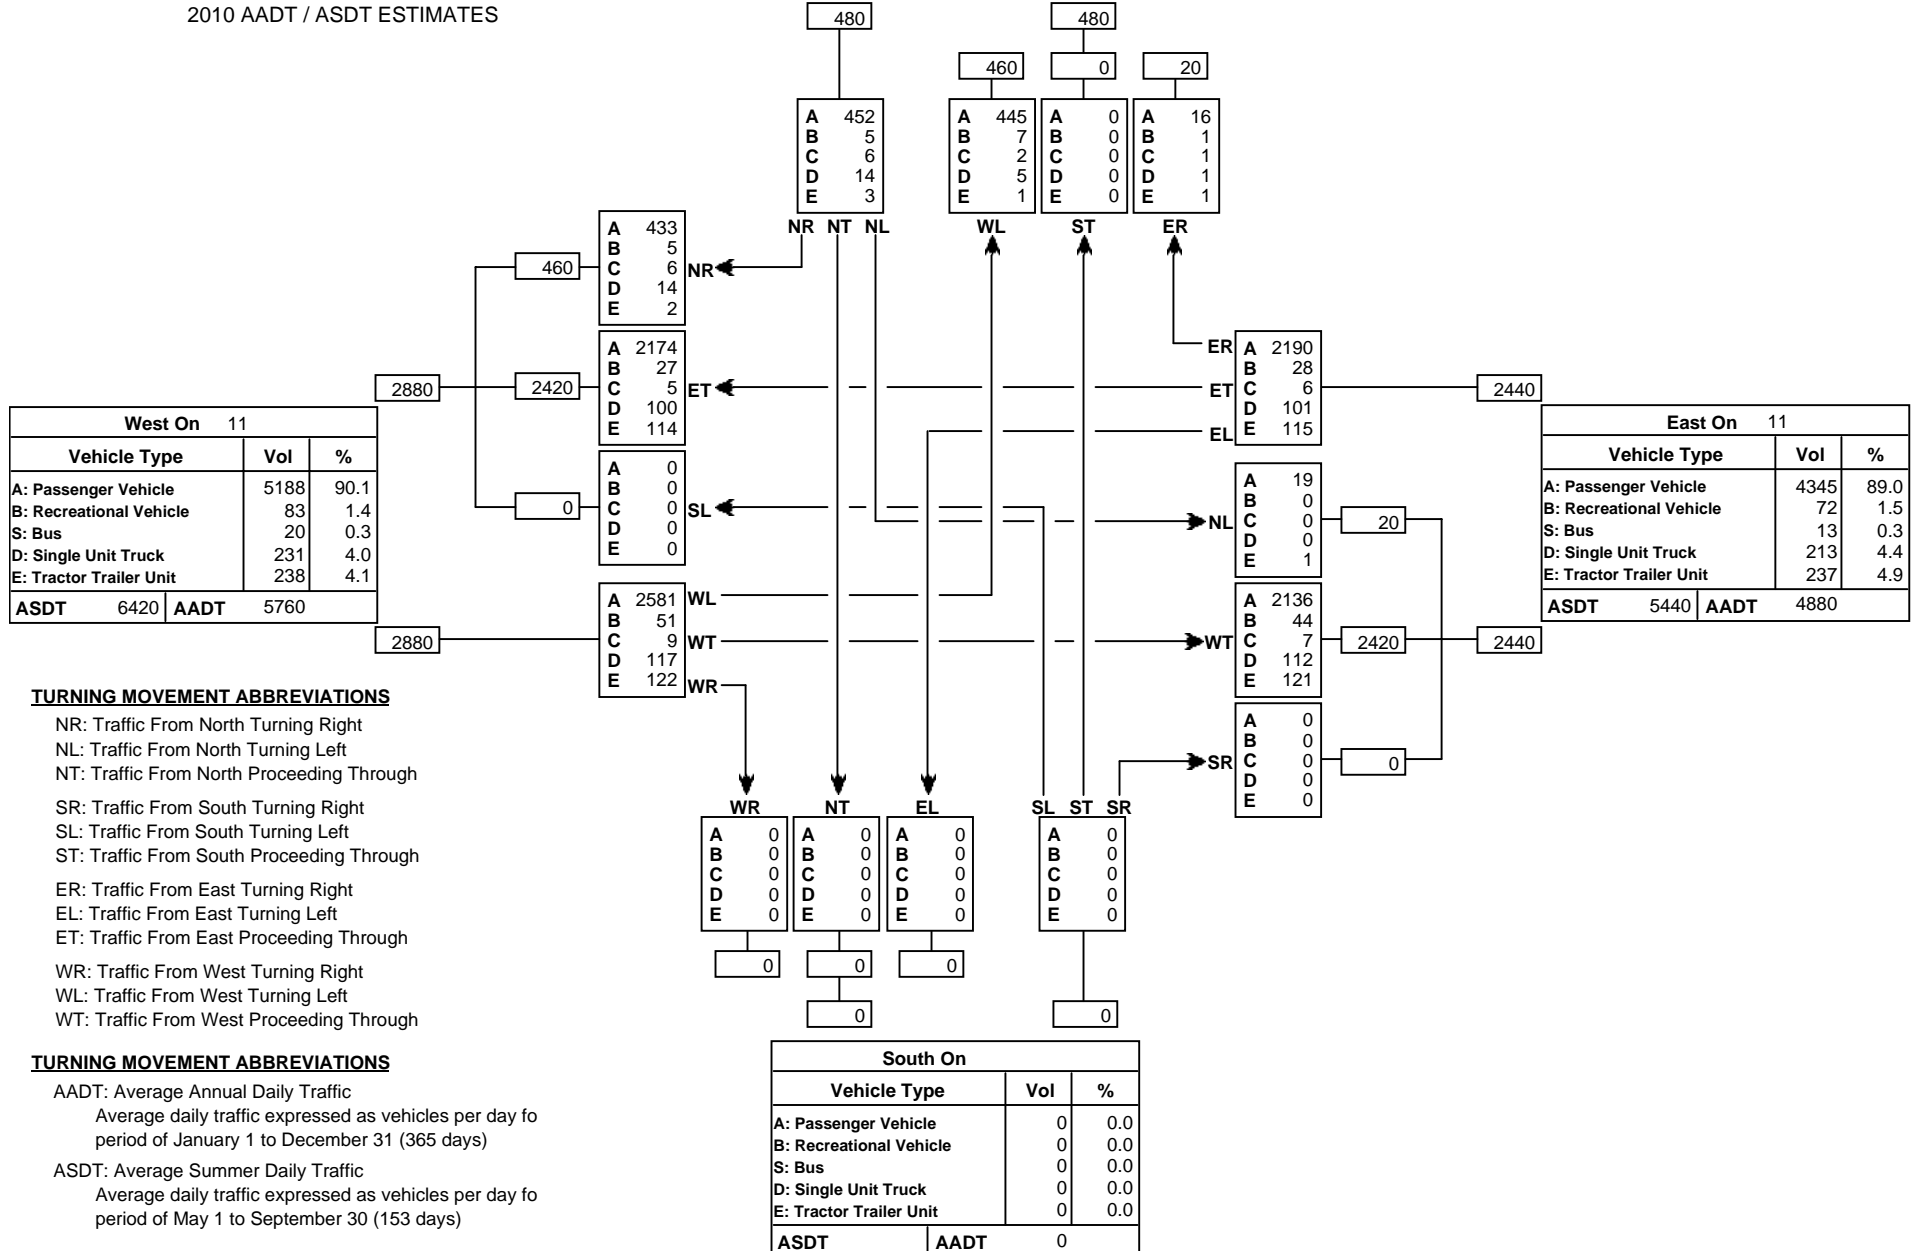 2010 AADT / ASDT ESTIMATES
480
480
460
0
20
A 452
B 5
C 6
D 14
E 3
A 445
B 7
C 2
D 5
E 1
A 0
B 0
C 0
D 0
E 0
A 16
B 1
C 1
D 1
E 1
NR NT NL
WL
ST
ER
A 433
B 5
C 6
D 14
E 2
460
NR
A 2174
B 27
C 5
D 100
E 114
2880
2420
ET
A 0
B 0
C 0
D 0
E 0
0
SL
A 2581
B 51
C 9
D 117
E 122
WL
WT
WR
2880
ER
ET
EL
A 2190
B 28
C 6
D 101
E 115
2440
A 19
B 0
C 0
D 0
E 1
NL
20
A 2136
B 44
C 7
D 112
E 121
WT
2420
2440
A 0
B 0
C 0
D 0
E 0
SR
0
West On 11
Vehicle Type Vol %
A: Passenger Vehicle 5188 90.1
B: Recreational Vehicle 83 1.4
S: Bus 20 0.3
D: Single Unit Truck 231 4.0
E: Tractor Trailer Unit 238 4.1
ASDT 6420 AADT 5760
East On 11
Vehicle Type Vol %
A: Passenger Vehicle 4345 89.0
B: Recreational Vehicle 72 1.5
S: Bus 13 0.3
D: Single Unit Truck 213 4.4
E: Tractor Trailer Unit 237 4.9
ASDT 5440 AADT 4880
TURNING MOVEMENT ABBREVIATIONS
NR: Traffic From North Turning Right
NL: Traffic From North Turning Left
NT: Traffic From North Proceeding Through
SR: Traffic From South Turning Right
SL: Traffic From South Turning Left
ST: Traffic From South Proceeding Through
ER: Traffic From East Turning Right
EL: Traffic From East Turning Left
ET: Traffic From East Proceeding Through
WR: Traffic From West Turning Right
WL: Traffic From West Turning Left
WT: Traffic From West Proceeding Through
TURNING MOVEMENT ABBREVIATIONS
AADT: Average Annual Daily Traffic
Average daily traffic expressed as vehicles per day fo
period of January 1 to December 31 (365 days)
ASDT: Average Summer Daily Traffic
Average daily traffic expressed as vehicles per day fo
period of May 1 to September 30 (153 days)
WR
NT
EL
SL ST SR
A 0
B 0
C 0
D 0
E 0
A 0
B 0
C 0
D 0
E 0
A 0
B 0
C 0
D 0
E 0
A 0
B 0
C 0
D 0
E 0
0
0
0
0
0
South On
Vehicle Type Vol %
A: Passenger Vehicle 0 0.0
B: Recreational Vehicle 0 0.0
S: Bus 0 0.0
D: Single Unit Truck 0 0.0
E: Tractor Trailer Unit 0 0.0
ASDT AADT 0